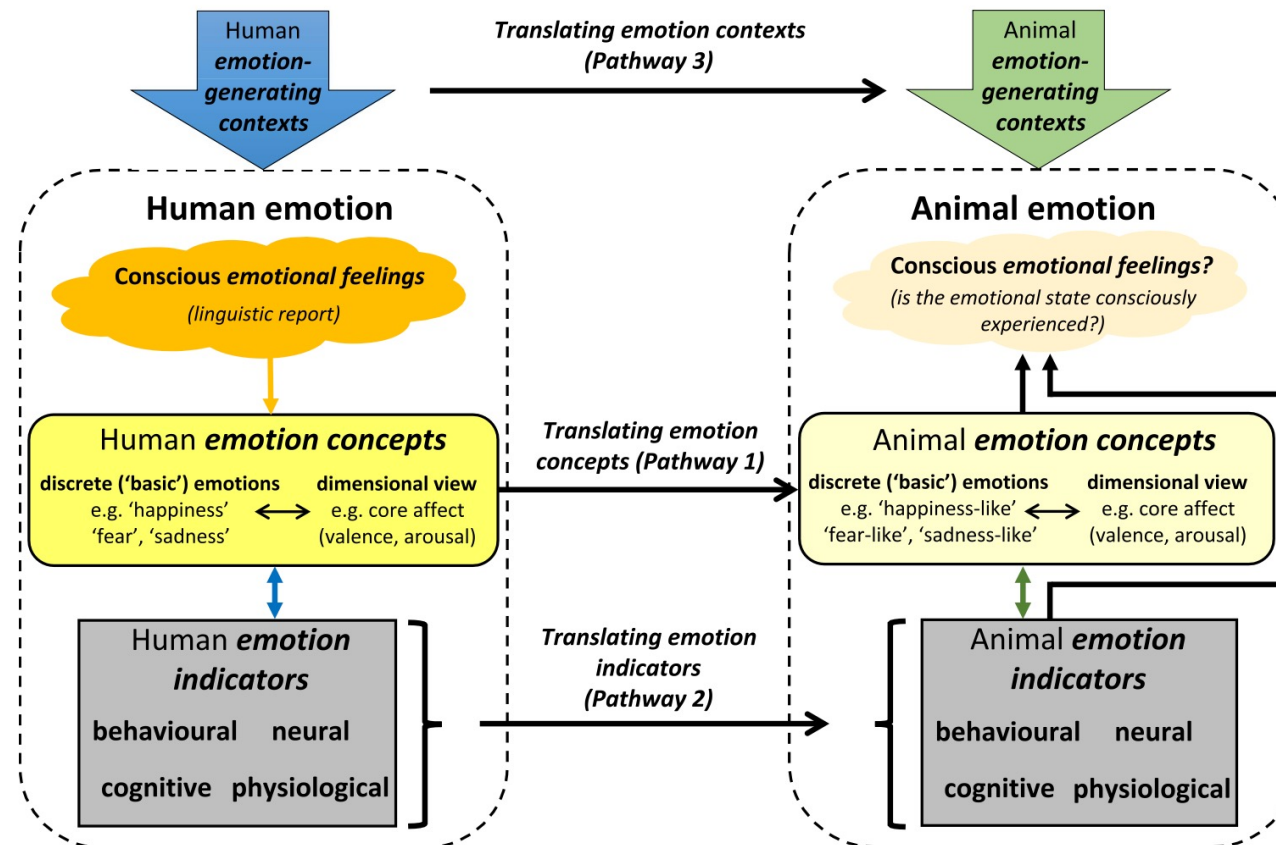 Human
emotion-
generating
contexts
Translating emotion contexts
(Pathway 3)
Animal
emotion-
generating
contexts
Human emotion
Conscious emotional feelings
(linguistic report)
Human emotion concepts
discrete ('basic') emotions
e.g. 'happiness'
'fear', 'sadness'
dimensional view
e.g. core affect
(valence, arousal)
Human emotion
indicators
behavioural neural
cognitive physiological
Translating emotion
concepts (Pathway 1)
Translating emotion
indicators
(Pathway 2)
Animal emotion
Conscious emotional feelings?
(is the emotional state consciously
experienced?)
Animal emotion concepts
discrete ('basic') emotions
e.g. 'happiness-like'
'fear-like', 'sadness-like'
dimensional view
e.g. core affect
(valence, arousal)
Animal emotion
indicators
behavioural neural
cognitive physiological